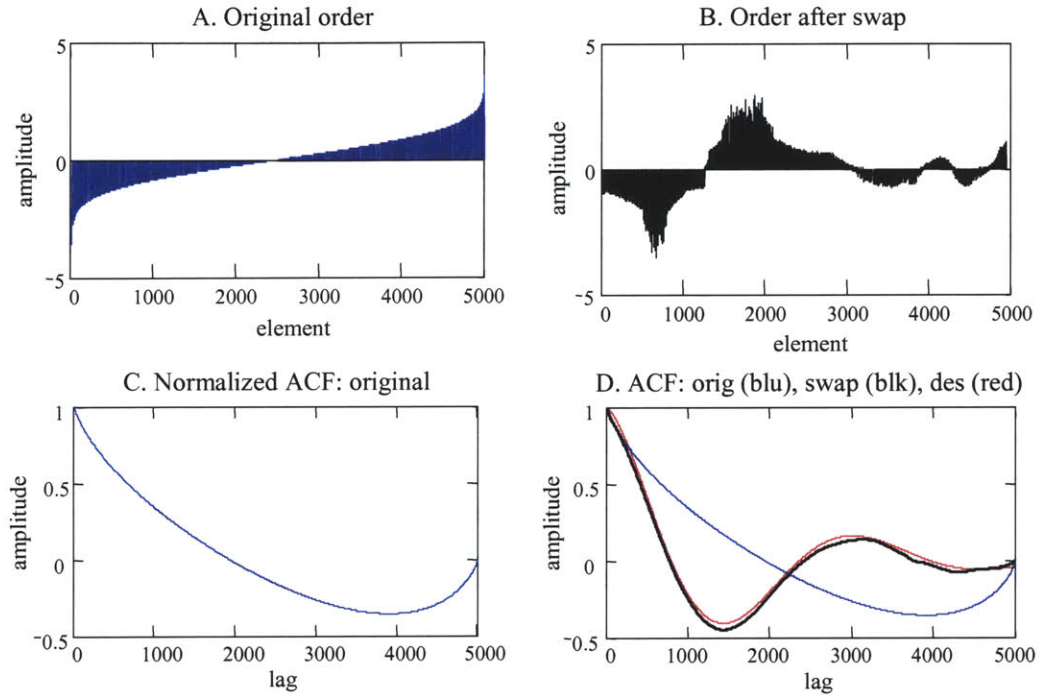 A. Original order
5
0
~5
amplitude
0 1000 2000 3000 4000 5000
element
B. Order after swap
5
0
~5
amplitude
0 1000 2000 3000 4000 5000
element
C. Normalized ACF: original
1
0.5
0
~0.5
amplitude
0 1000 2000 3000 4000 5000
lag
D. ACF: orig (blu), swap (blk), des (red)
1
0.5
0
~0.5
amplitude
0 1000 2000 3000 4000 5000
lag